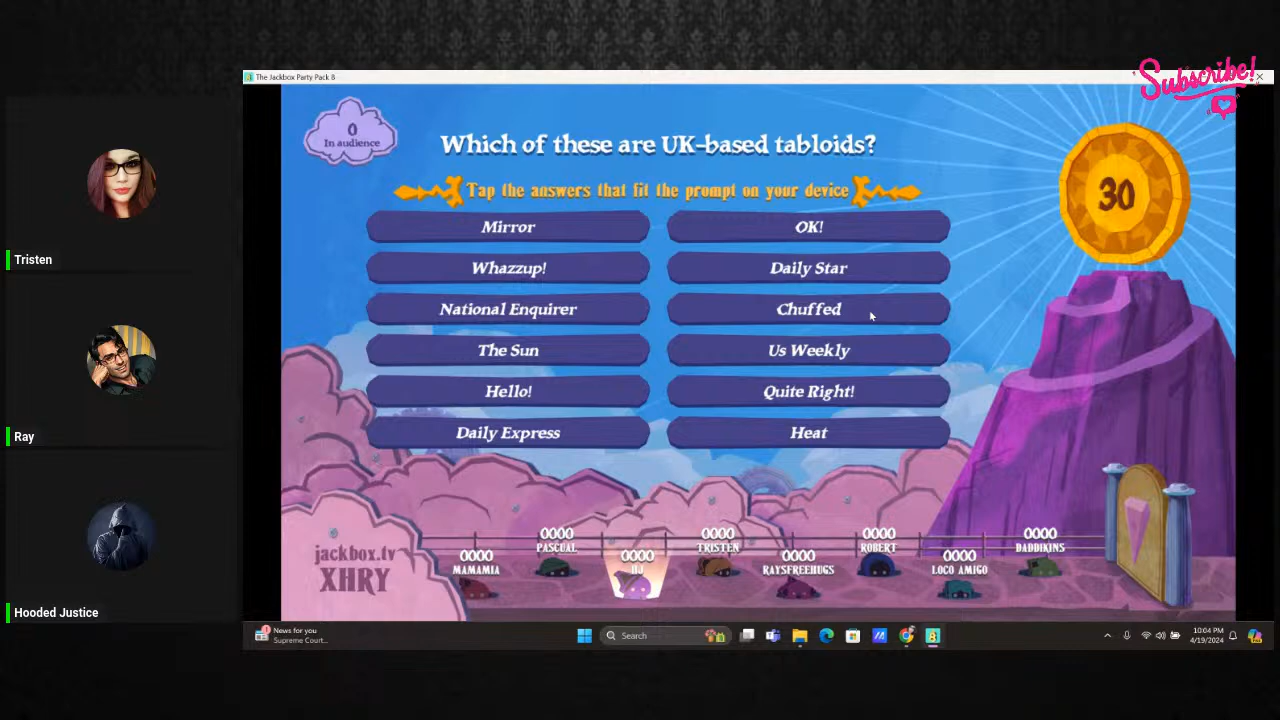 The Jackbox Party Pack 8
Subscribe!
0
In audience
Which of these are UK-based tabloids?
Tap the answers that fit the prompt on your device
30
Mirror
OK!
Whazzup!
Daily Star
National Enquirer
Chuffed
The Sun
Us Weekly
Hello!
Quite Right!
Daily Express
Heat
Tristen
Ray
Hooded Justice
jackbox.tv
XHRY
0000
MAMAMIA
0000
PASCUAL
0000
0000
TRISTEN
0000
RAYSFREEHUGS
0000
ROBERT
0000
LOCO AMIGO
0000
DADDIKINS
News for you
Supreme Court...
Search
10:04 PM
4/19/2024